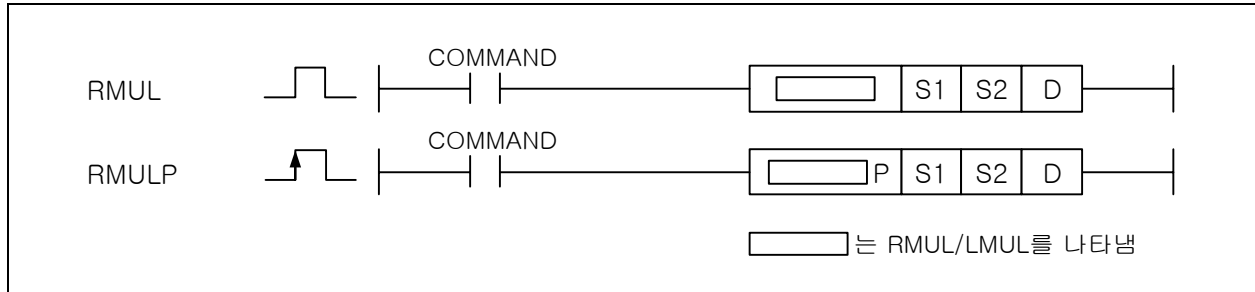 COMMAND
RMUL S1 S2 D
COMMAND
RMULP P S1 S2 D
는 RMUL/LMUL를 나타냄